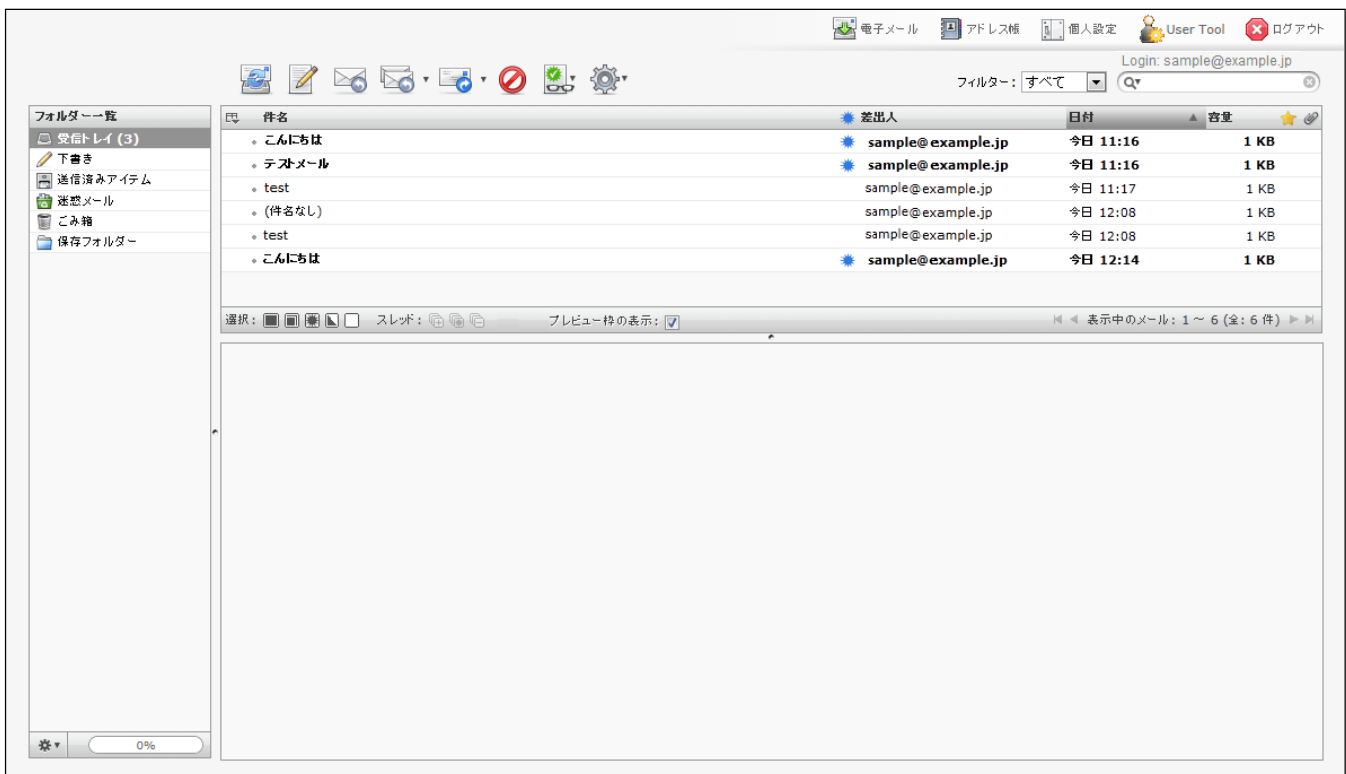 電子メール アドレス帳 個人設定 User Tool ログアウト
Login: sample@example.jp
フィルター: すべて
フォルダー一覧
受信トレイ (3)
下書き
送信済みアイテム
迷惑メール
ごみ箱
保存フォルダー
件名 差出人 日付 容量
こんにちは sample@example.jp 今日 11:16 1 KB
テストメール sample@example.jp 今日 11:16 1 KB
test sample@example.jp 今日 11:17 1 KB
(件名なし) sample@example.jp 今日 12:08 1 KB
test sample@example.jp 今日 12:08 1 KB
こんにちは sample@example.jp 今日 12:14 1 KB
選択: スレッド: プレビュー枠の表示: 表示中のメール: 1 ~ 6 (全: 6 件)
0%